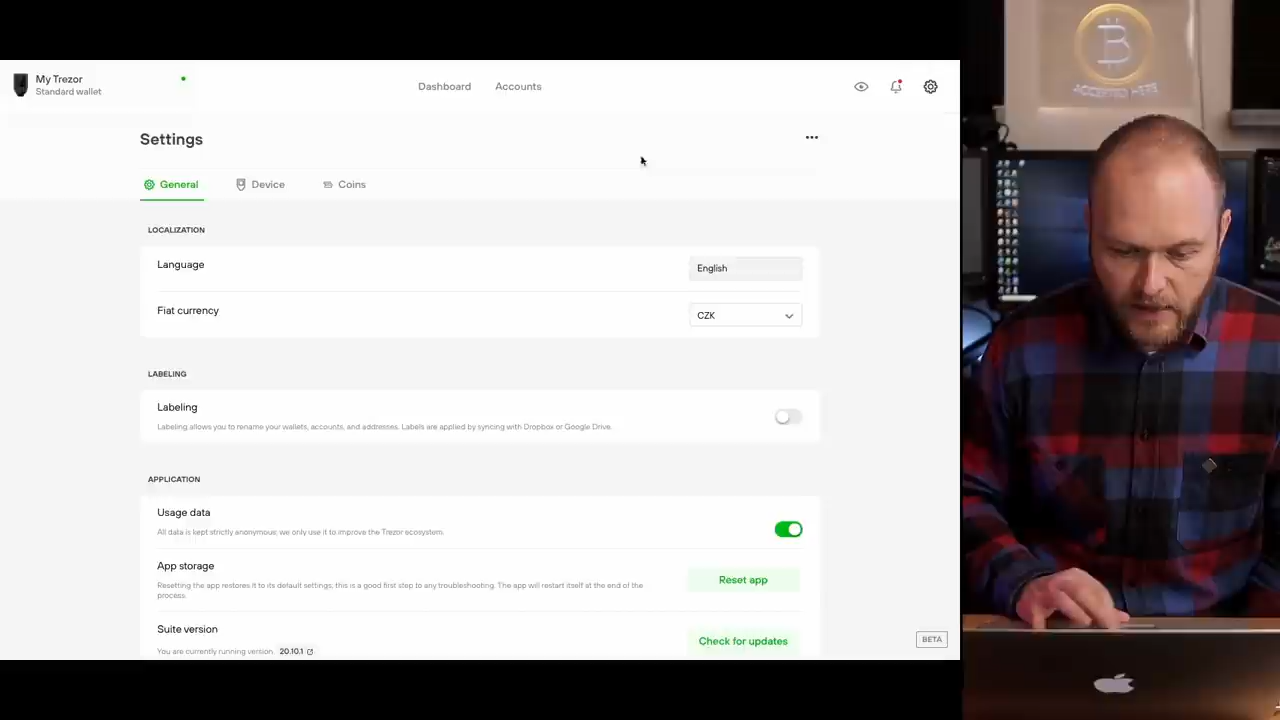 My Trezor
Standard wallet
Dashboard
Accounts
Settings
General
Device
Coins
LOCALIZATION
Language
English
Fiat currency
CZK
LABELING
Labeling
Labeling allows you to rename your wallets, accounts, and addresses. Labels are applied by syncing with Dropbox or Google Drive.
APPLICATION
Usage data
All data is kept strictly anonymous; we only use it to improve the Trezor ecosystem.
App storage
Resetting the app restores it to its default settings; this is a good first step to any troubleshooting. The app will restart itself at the end of the
process.
Reset app
Suite version
You are currently running version. 20.10.1
Check for updates
BETA
ACCEPTED HERE